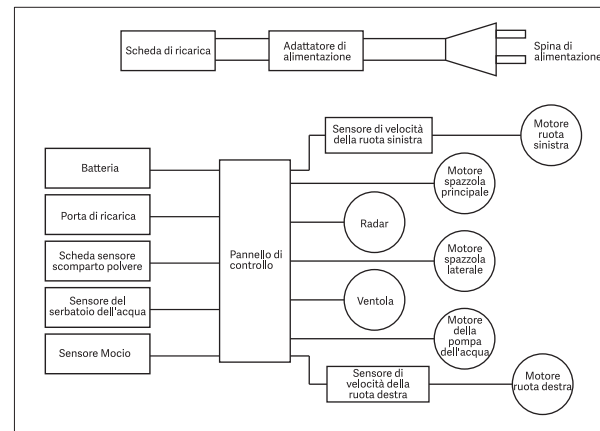 Scheda di ricarica
Adattatore di
alimentazione
Spina di
alimentazione
Sensore di velocità
della ruota sinistra
Motore
ruota
sinistra
Batteria
Porta di ricarica
Scheda sensore
scomparto polvere
Sensore del
serbatoio dell'acqua
Sensore Mocio
Pannello di
controllo
Motore
spazzola
principale
Radar
Motore
spazzola
laterale
Ventola
Motore
della
pompa
dell'acqua
Sensore di
velocità della
ruota destra
Motore
ruota destra